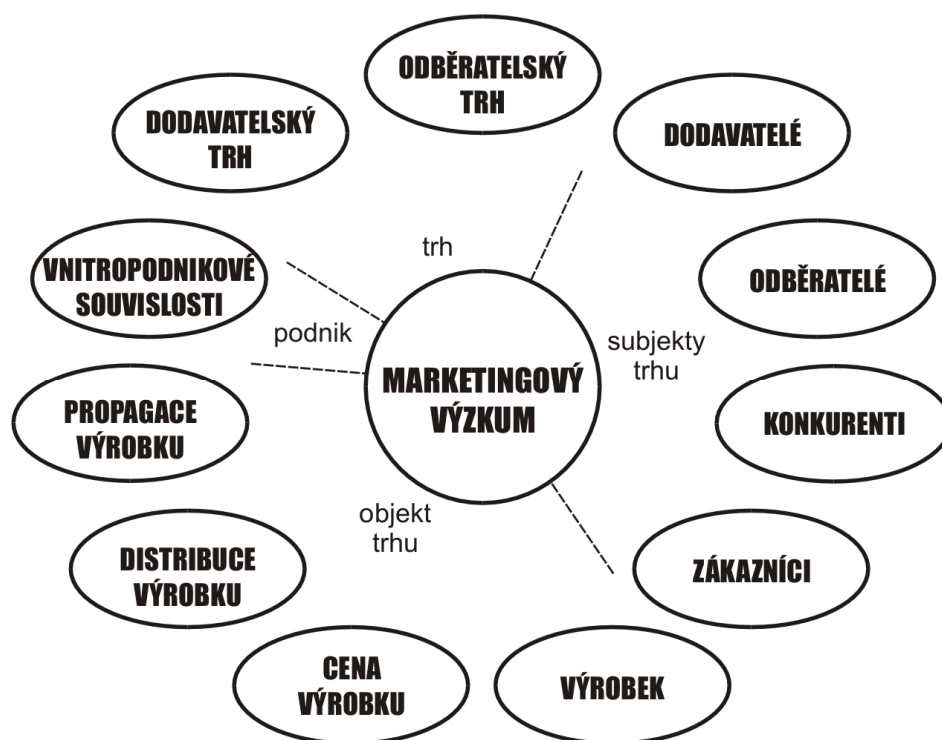 ODBĚRATELSKÝ
TRH
DODAVATELSKÝ
TRH
DODAVATELÉ
VNITROPODNIKOVÉ
SOUVISLOSTI
trh
ODBĚRATELÉ
podnik
subjekty
trhu
MARKETINGOVÝ
VÝZKUM
PROPAGACE
VÝROBKU
KONKURENTI
objekt
trhu
DISTRIBUCE
VÝROBKU
ZÁKAZNÍCI
CENA
VÝROBKU
VÝROBEK